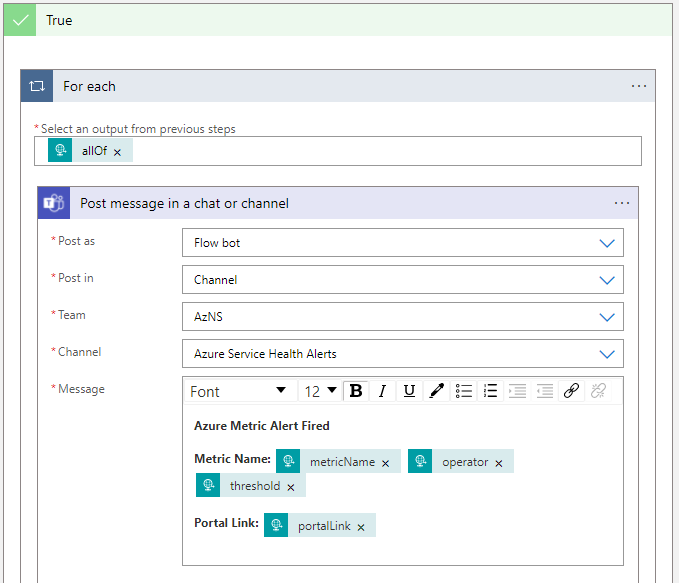 True
For each
* Select an output from previous steps
allOf ×
Post message in a chat or channel
* Post as Flow bot
* Post in Channel
* Team AzNS
* Channel Azure Service Health Alerts
* Message
Font 12 B I U
Azure Metric Alert Fired
Metric Name: metricName × operator ×
threshold ×
Portal Link: portalLink ×